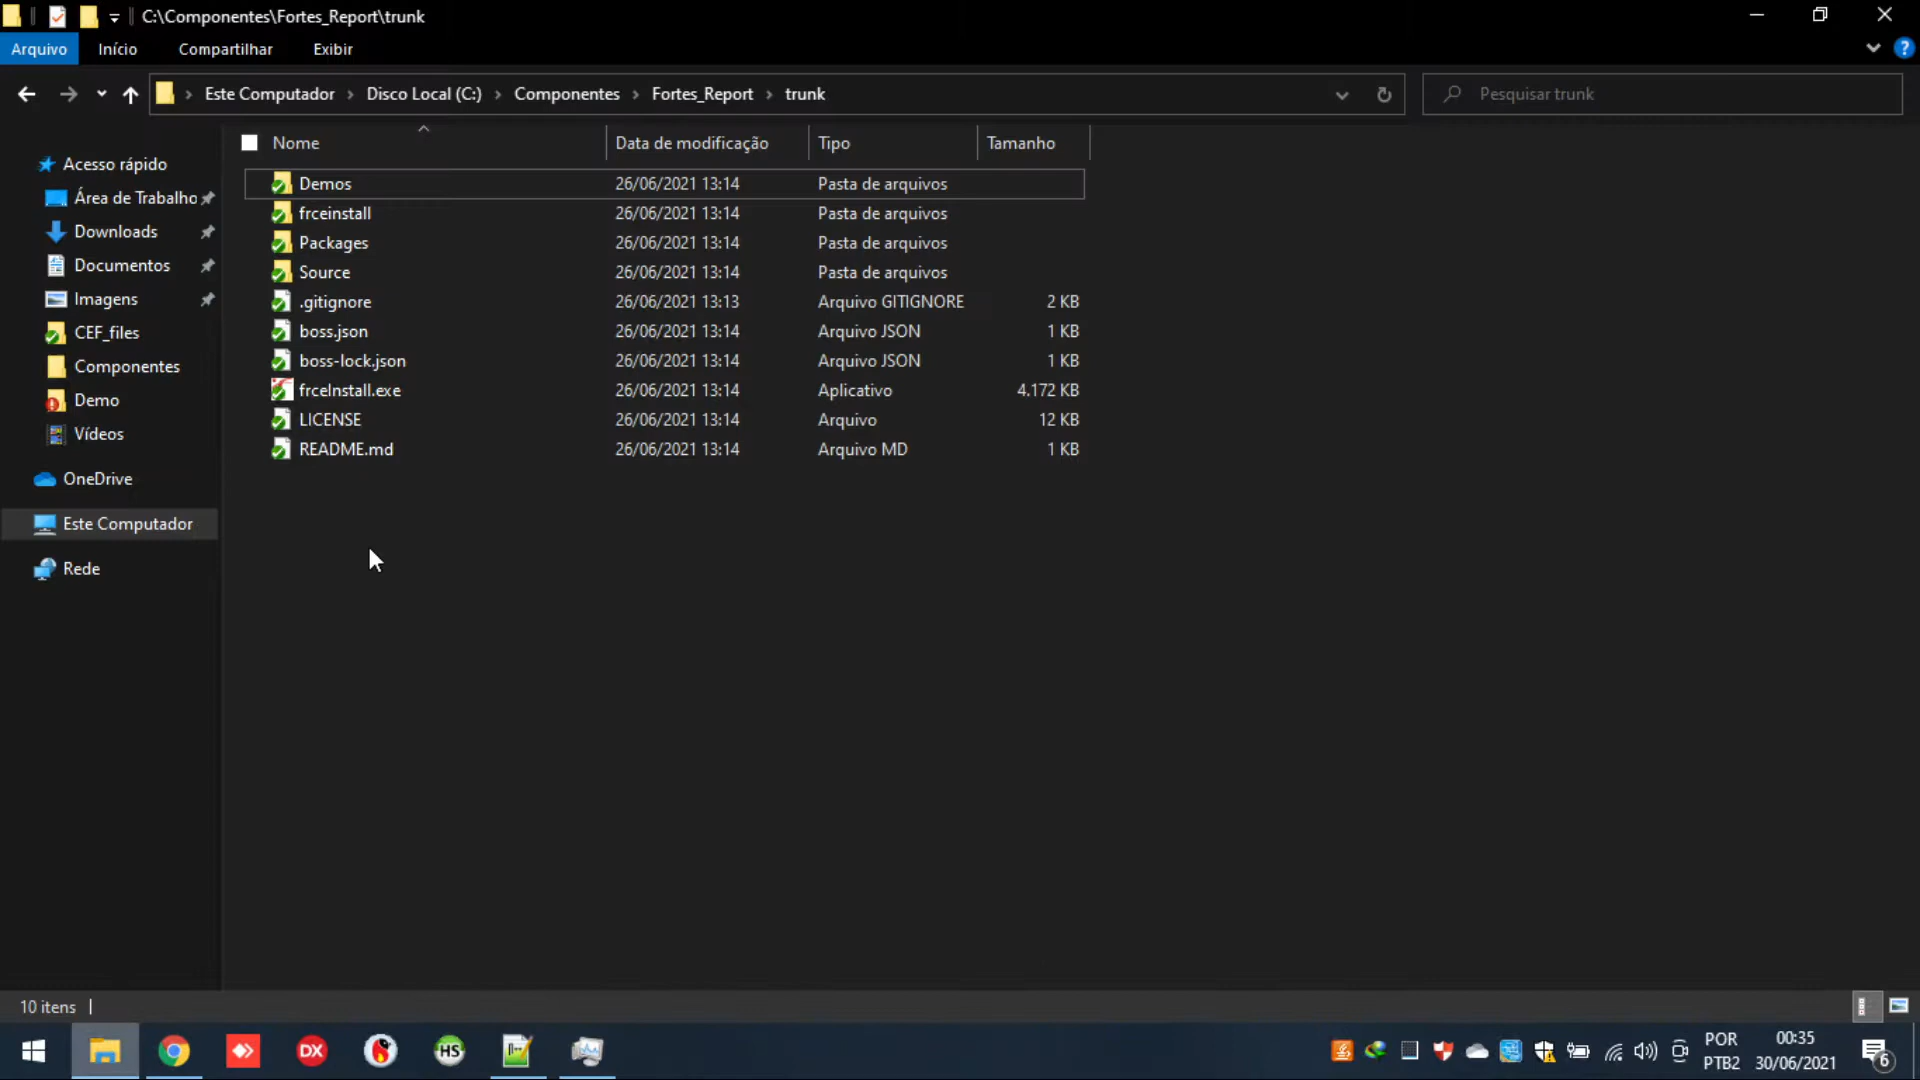 C:\Componentes\Fortes_Report\trunk
Arquivo Início Compartilhar Exibir
Este Computador Disco Local (C:) Componentes Fortes_Report trunk Pesquisar trunk
Nome Data de modificação Tipo Tamanho
Demos 26/06/2021 13:14 Pasta de arquivos
frceinstall 26/06/2021 13:14 Pasta de arquivos
Packages 26/06/2021 13:14 Pasta de arquivos
Source 26/06/2021 13:14 Pasta de arquivos
.gitignore 26/06/2021 13:13 Arquivo GITIGNORE 2 KB
boss.json 26/06/2021 13:14 Arquivo JSON 1 KB
boss-lock.json 26/06/2021 13:14 Arquivo JSON 1 KB
frceInstall.exe 26/06/2021 13:14 Aplicativo 4.172 KB
LICENSE 26/06/2021 13:14 Arquivo 12 KB
README.md 26/06/2021 13:14 Arquivo MD 1 KB
Acesso rápido
Área de Trabalho
Downloads
Documentos
Imagens
CEF_files
Componentes
Demo
Vídeos
OneDrive
Este Computador
Rede
10 itens
DX
HS
POR
PTB2
00:35
30/06/2021
6